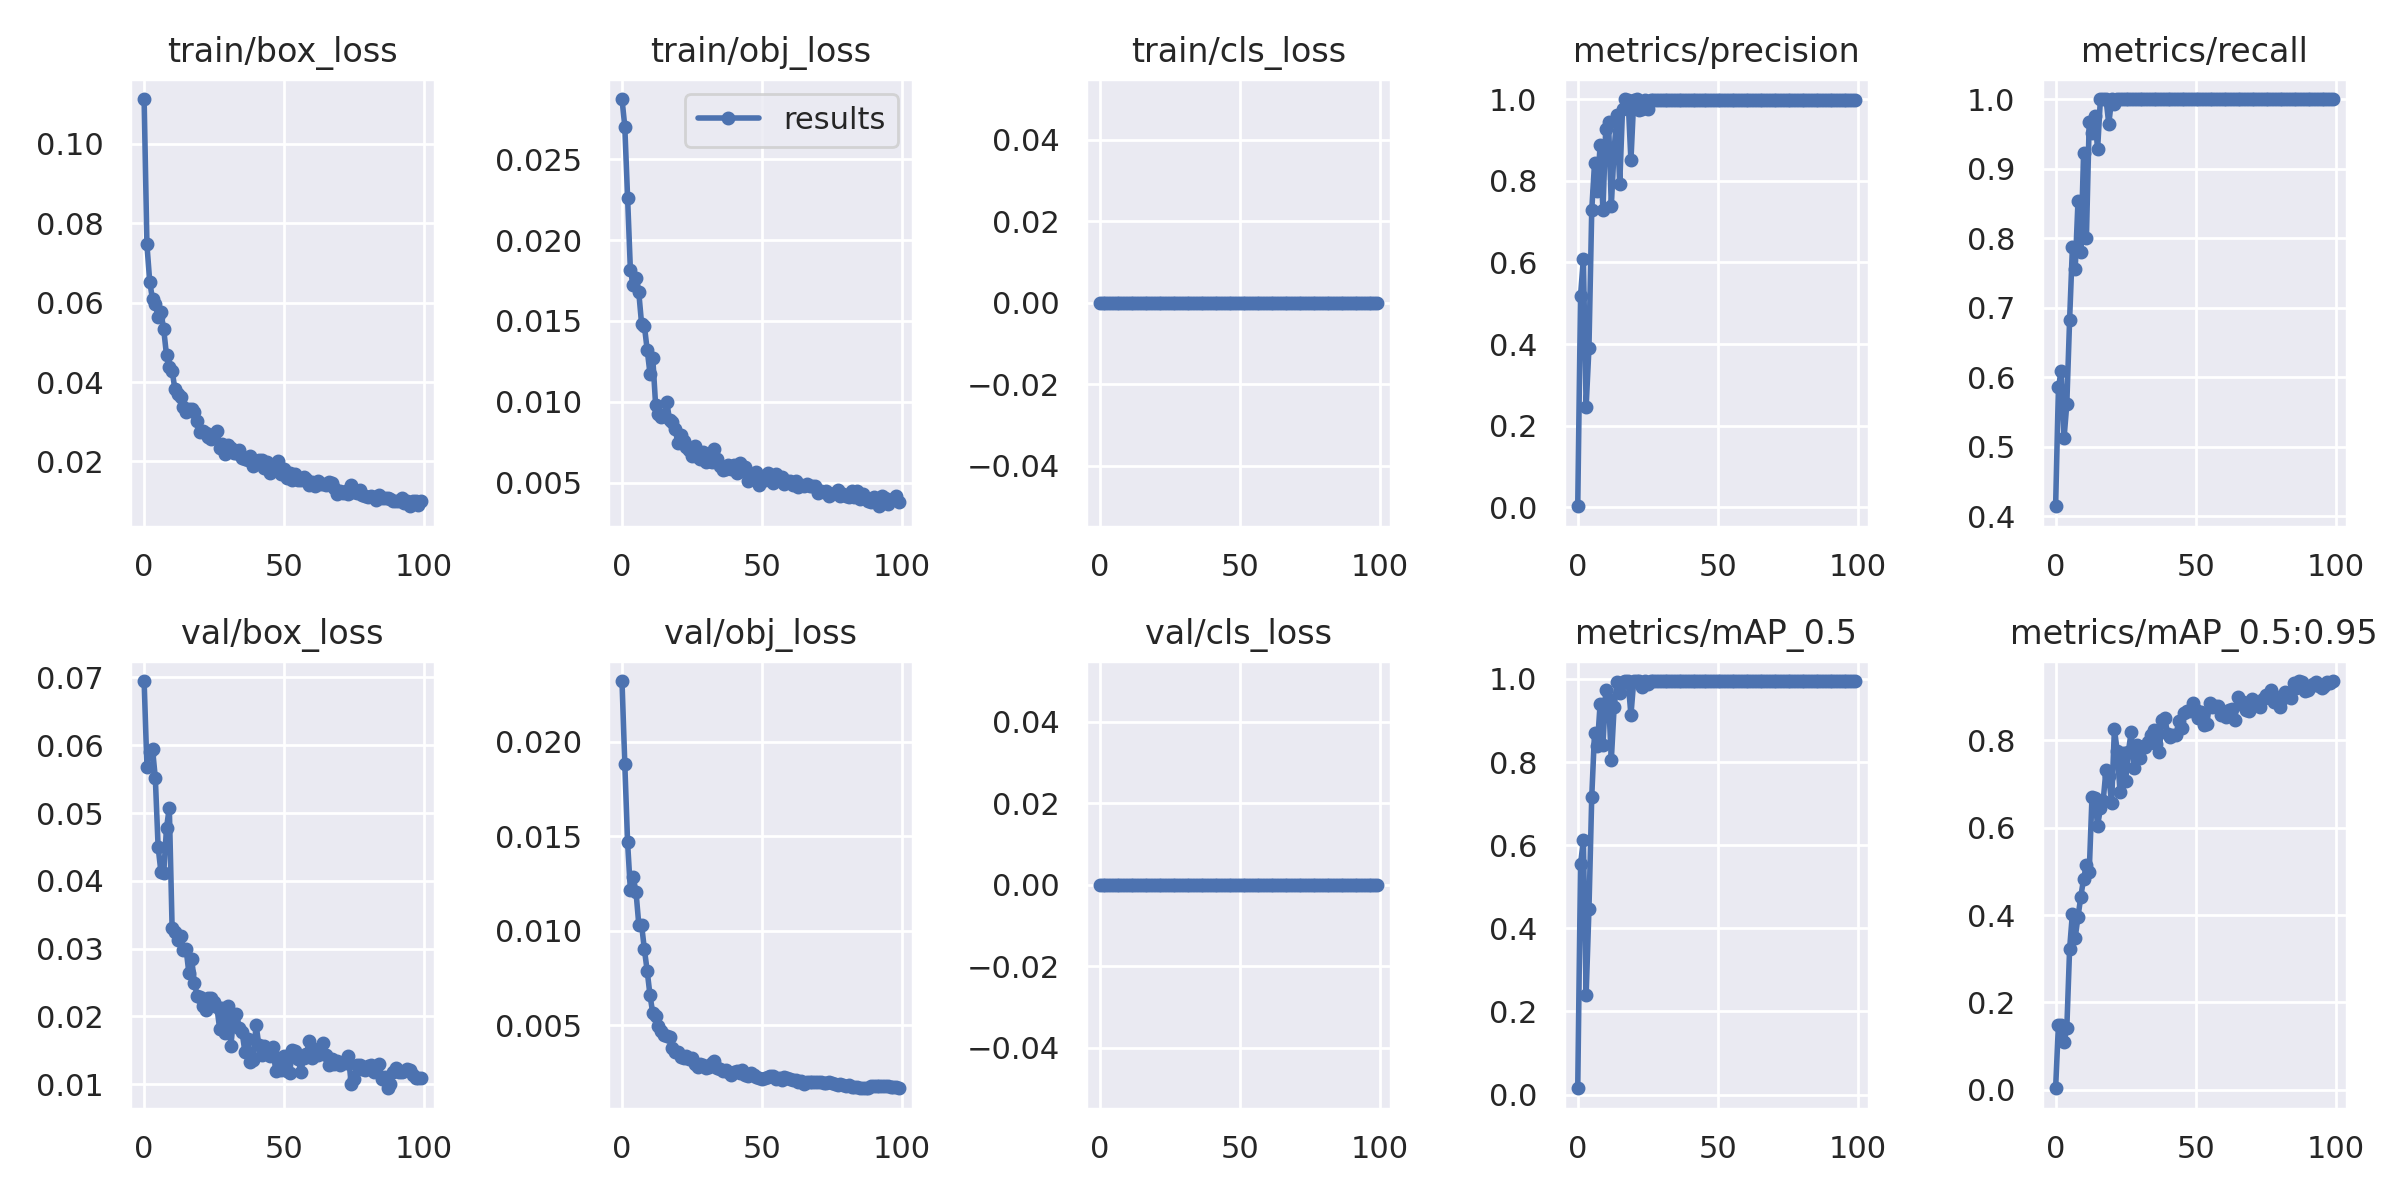 train/box_loss
0.10
0.08
0.06
0.04
0.02
0 50 100
train/obj_loss
results
0.025
0.020
0.015
0.010
0.005
0 50 100
train/cls_loss
0.04
0.02
0.00
−0.02
−0.04
0 50 100
metrics/precision
1.0
0.8
0.6
0.4
0.2
0.0
0 50 100
metrics/recall
1.0
0.9
0.8
0.7
0.6
0.5
0.4
0 50 100
val/box_loss
0.07
0.06
0.05
0.04
0.03
0.02
0.01
0 50 100
val/obj_loss
0.020
0.015
0.010
0.005
0 50 100
val/cls_loss
0.04
0.02
0.00
−0.02
−0.04
0 50 100
metrics/mAP_0.5
1.0
0.8
0.6
0.4
0.2
0.0
0 50 100
metrics/mAP_0.5:0.95
0.8
0.6
0.4
0.2
0.0
0 50 100